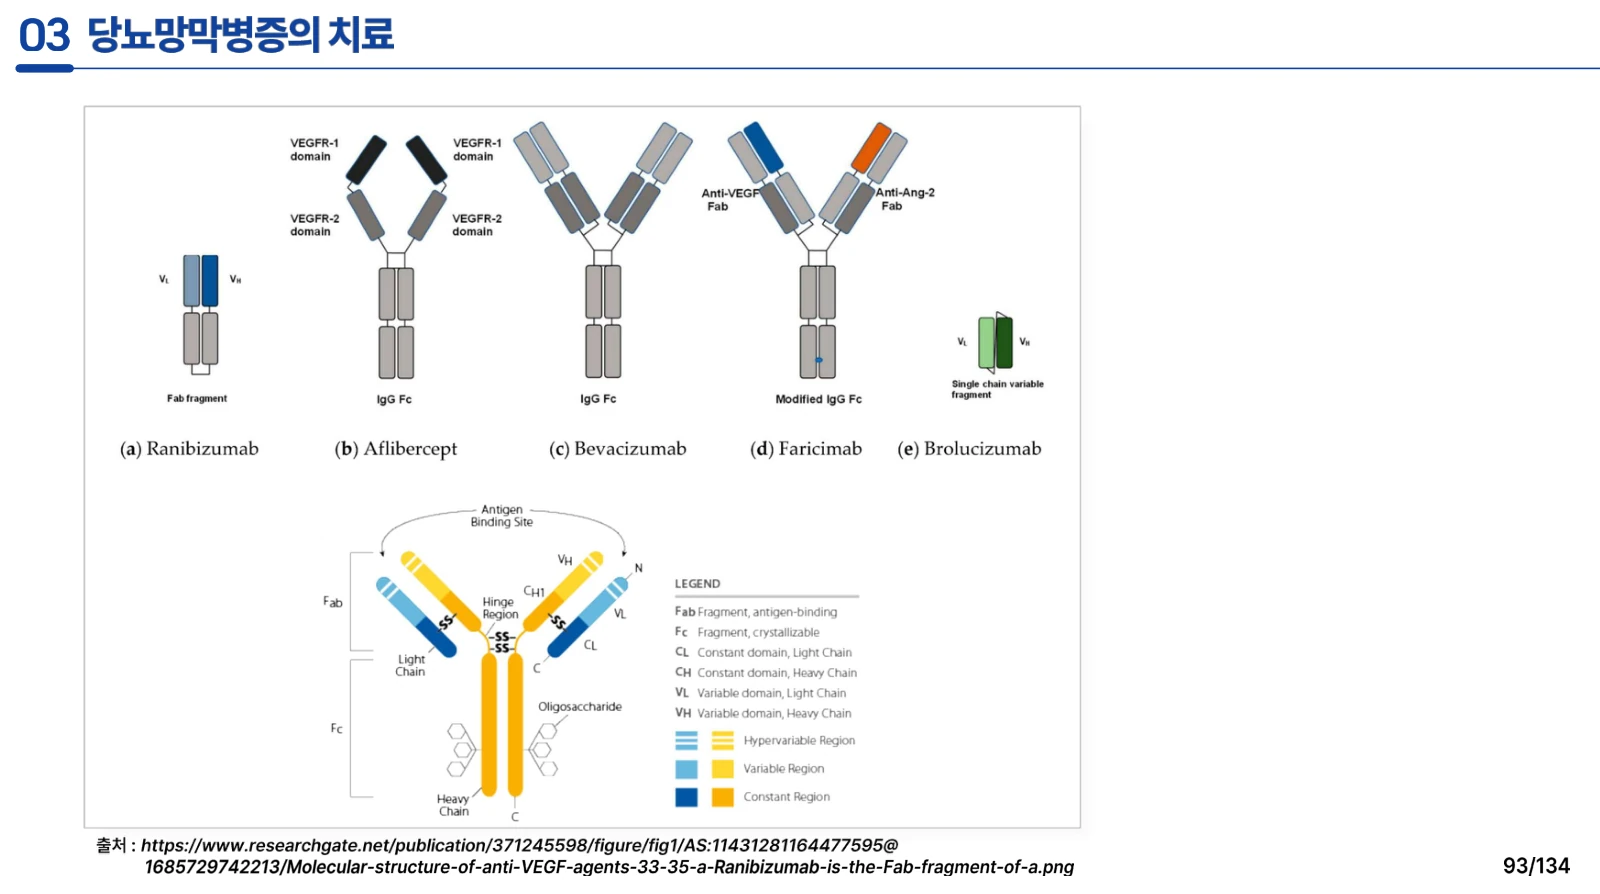 03 당뇨망막병증의 치료
VEGFR-1
domain
VEGFR-1
domain
VEGFR-2
domain
VEGFR-2
domain
Anti-VEGF
Fab
Anti-Ang-2
Fab
VL
VH
VL
VH
Fab fragment
IgG Fc
IgG Fc
Modified IgG Fc
Single chain variable
fragment
(a) Ranibizumab
(b) Aflibercept
(c) Bevacizumab
(d) Faricimab
(e) Brolucizumab
Antigen
Binding Site
VH
N
CH1
Fab
Hinge
Region
VL
SS
SS
-SS-
-SS-
CL
Light
Chain
C
Oligosaccharide
Fc
Heavy
Chain
C
LEGEND
Fab Fragment, antigen-binding
Fc Fragment, crystallizable
CL Constant domain, Light Chain
CH Constant domain, Heavy Chain
VL Variable domain, Light Chain
VH Variable domain, Heavy Chain
Hypervariable Region
Variable Region
Constant Region
출처 : https://www.researchgate.net/publication/371245598/figure/fig1/AS:11431281164477595@
1685729742213/Molecular-structure-of-anti-VEGF-agents-33-35-a-Ranibizumab-is-the-Fab-fragment-of-a.png
93/134